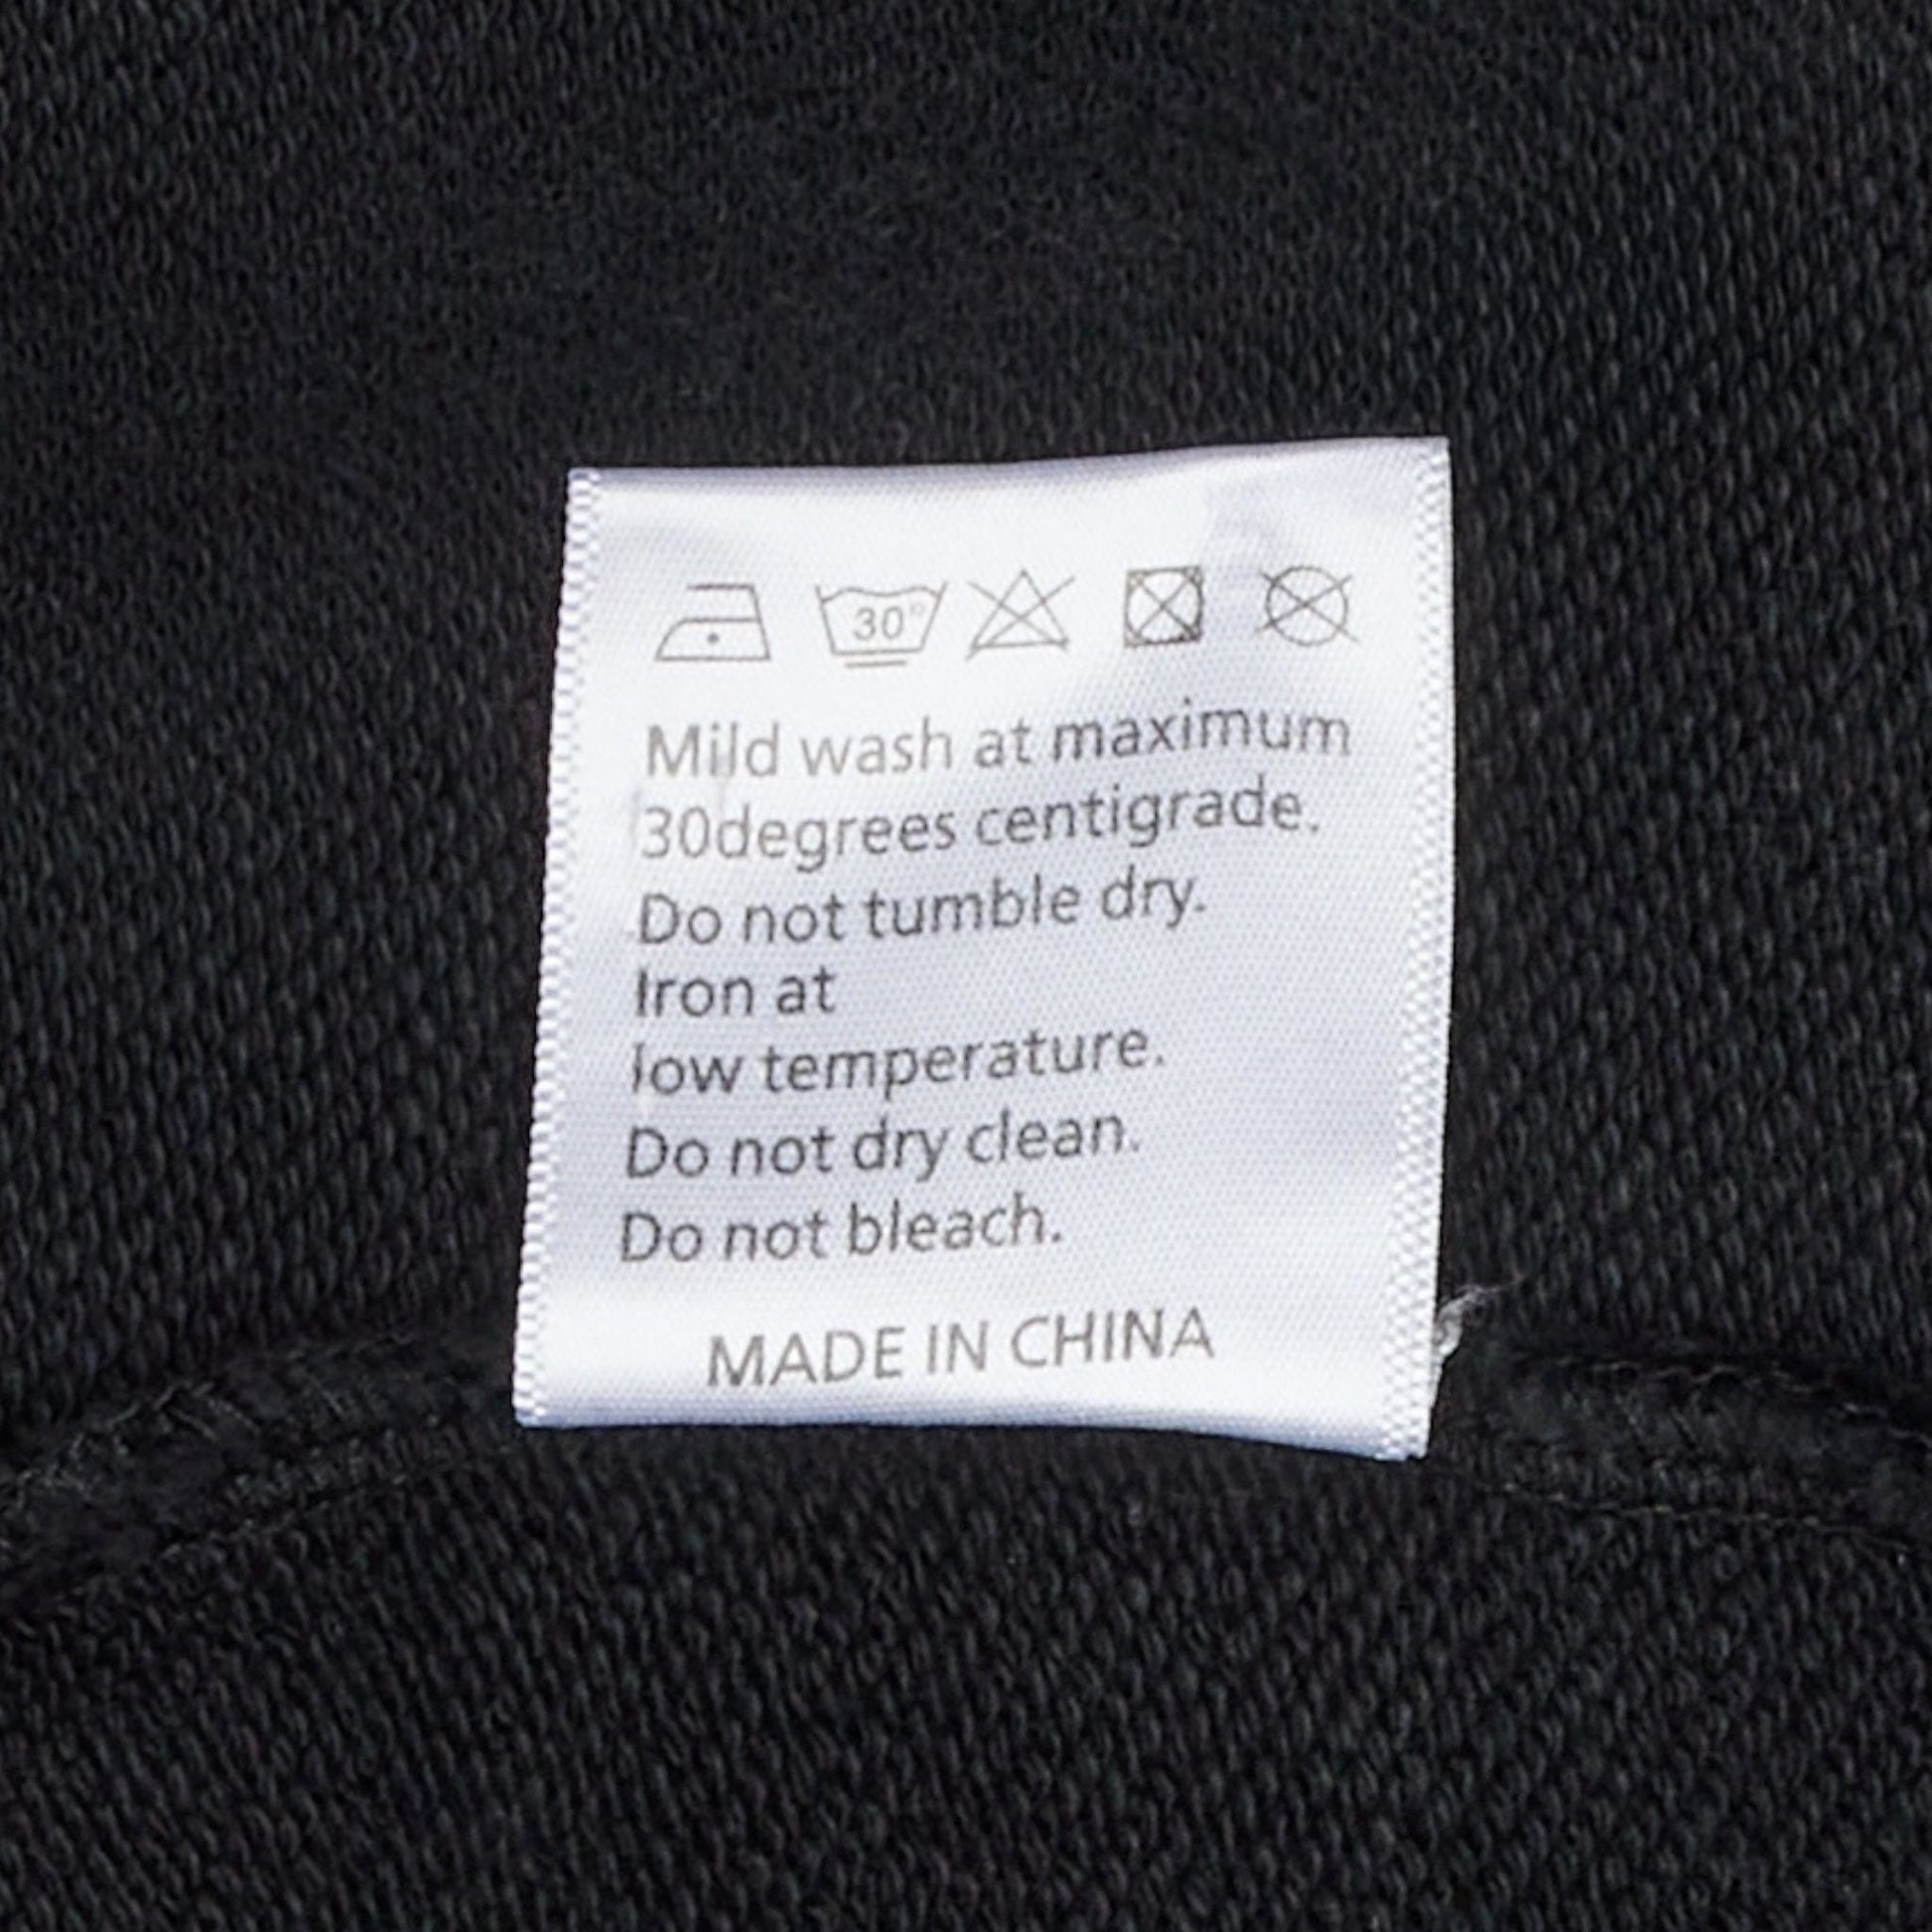 30°
Mild wash at maximum
30degrees centigrade.
Do not tumble dry.
Iron at
low temperature.
Do not dry clean.
Do not bleach.
MADE IN CHINA